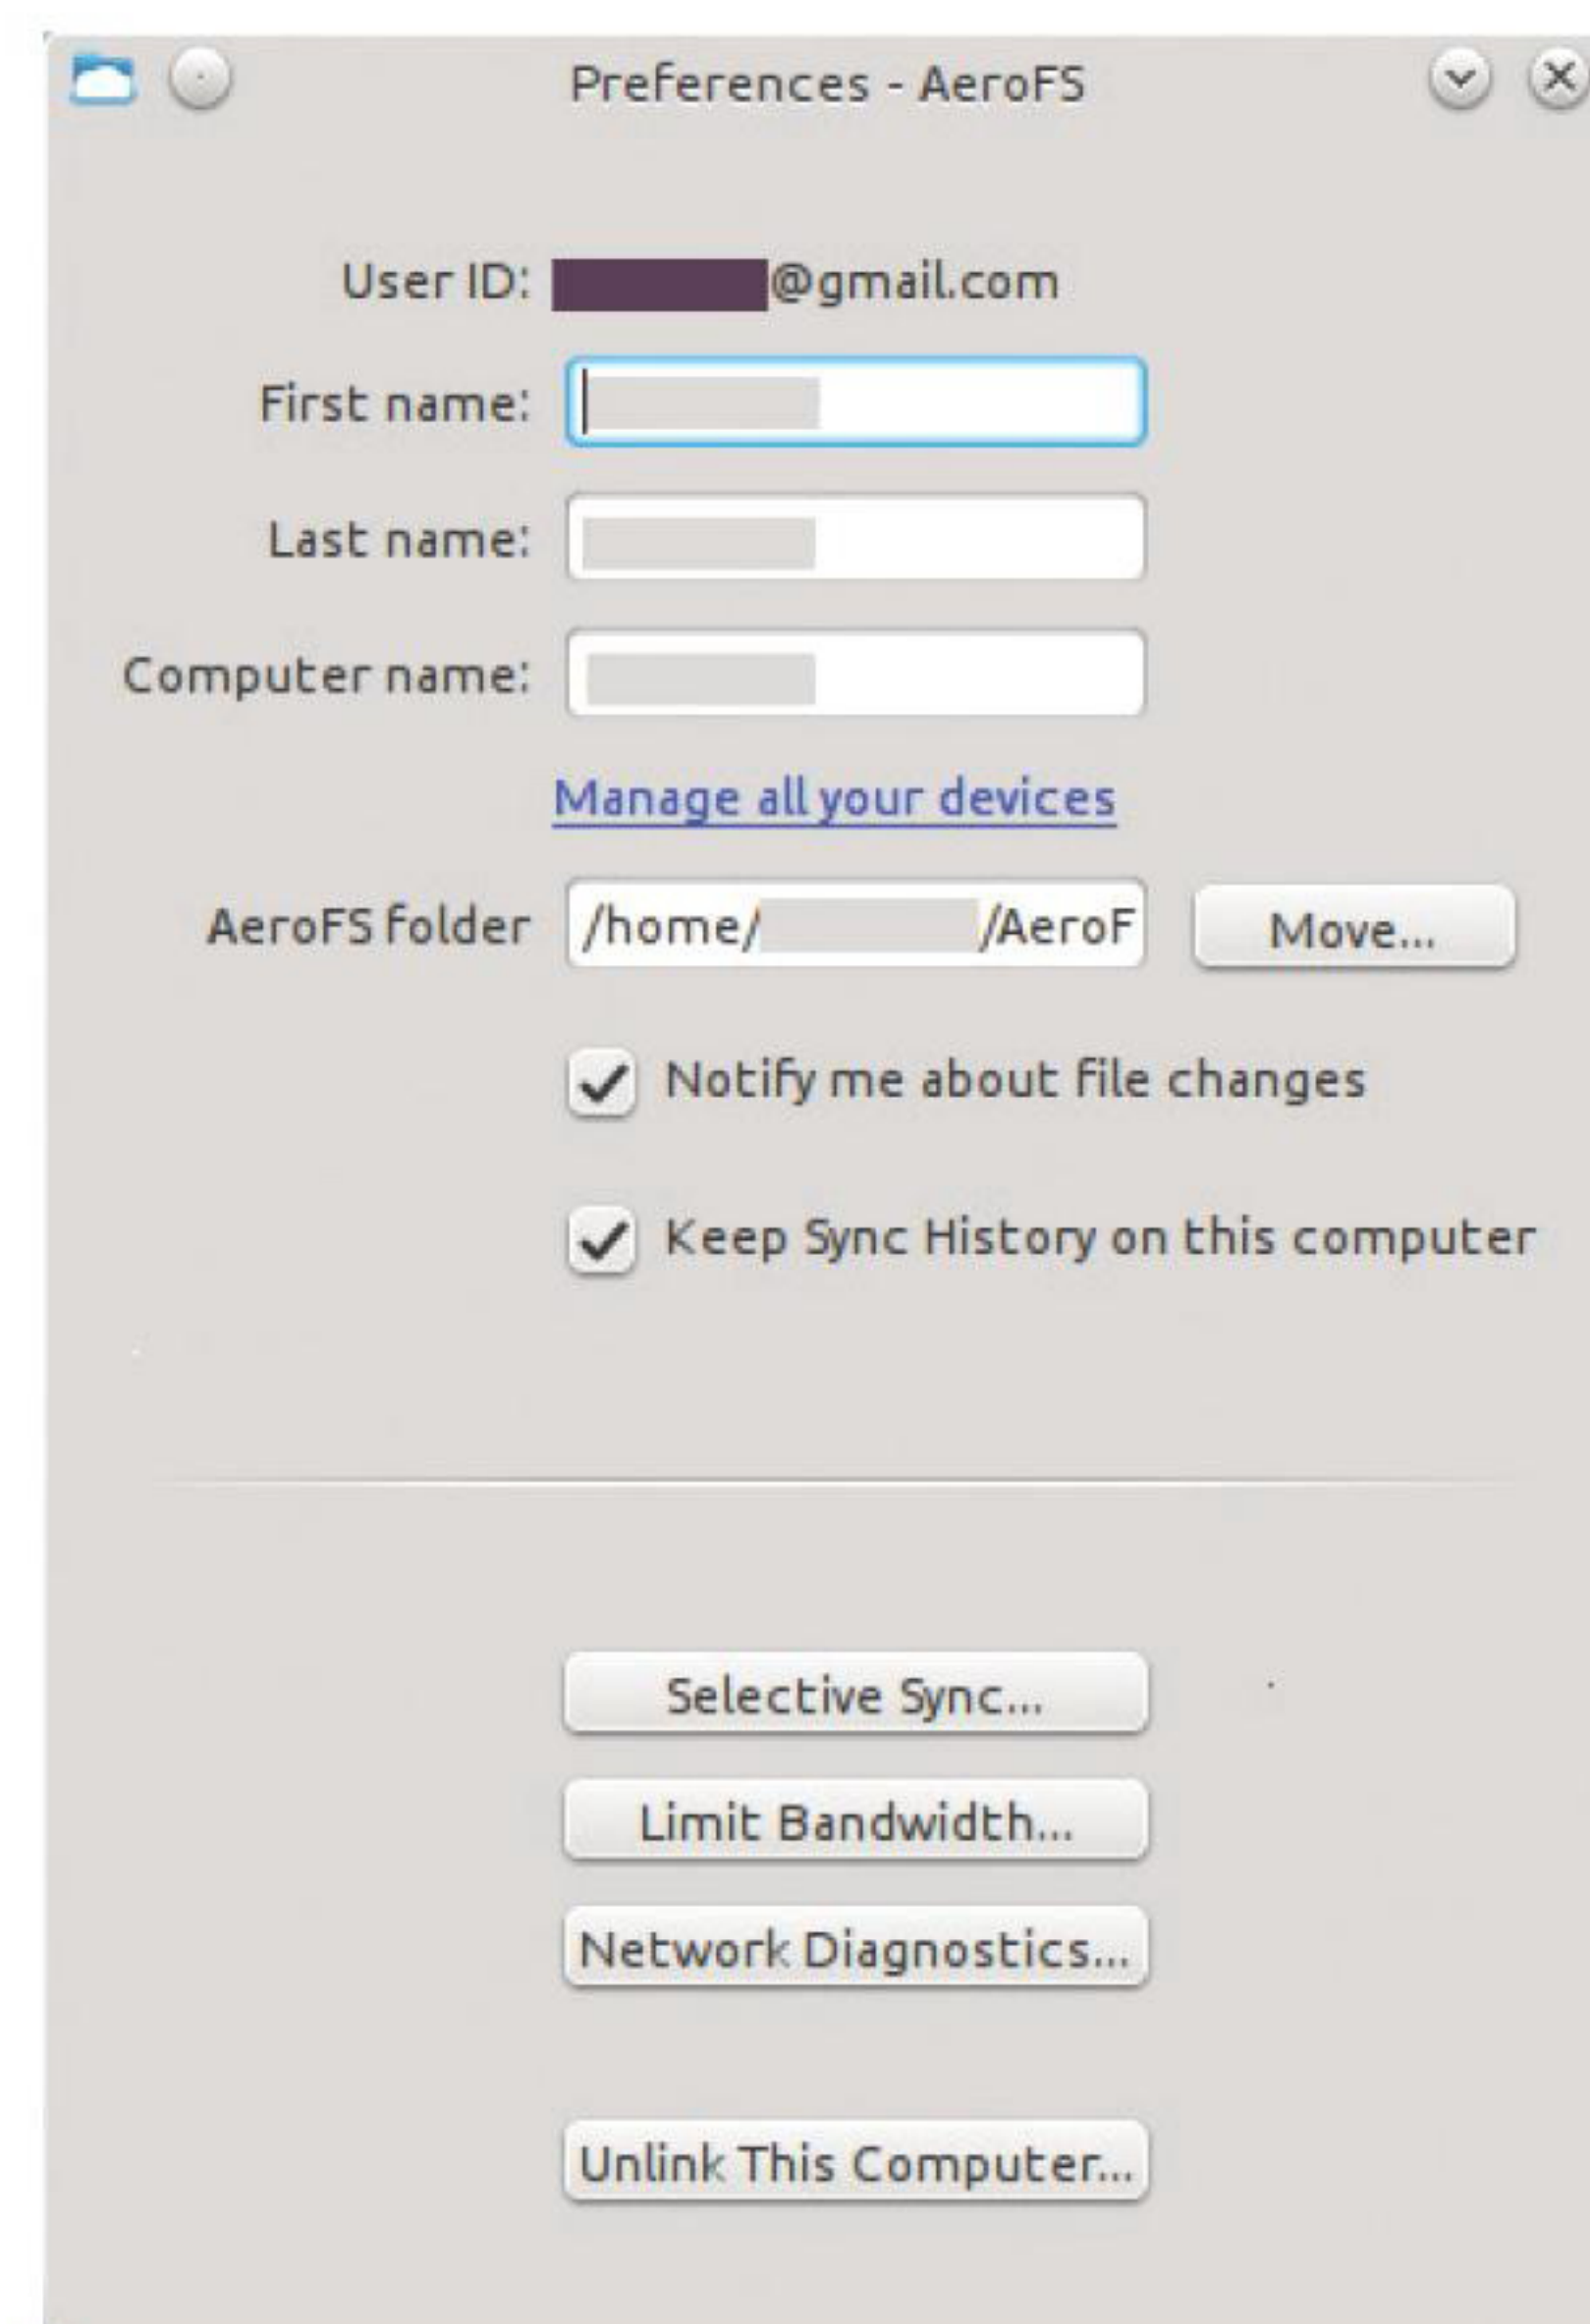 Preferences - AeroFS
User ID: @gmail.com
First name:
Last name:
Computer name:
Manage all your devices
AeroFS folder /home/ /AeroF Move...
Notify me about file changes
Keep Sync History on this computer
Selective Sync...
Limit Bandwidth...
Network Diagnostics...
Unlink This Computer...